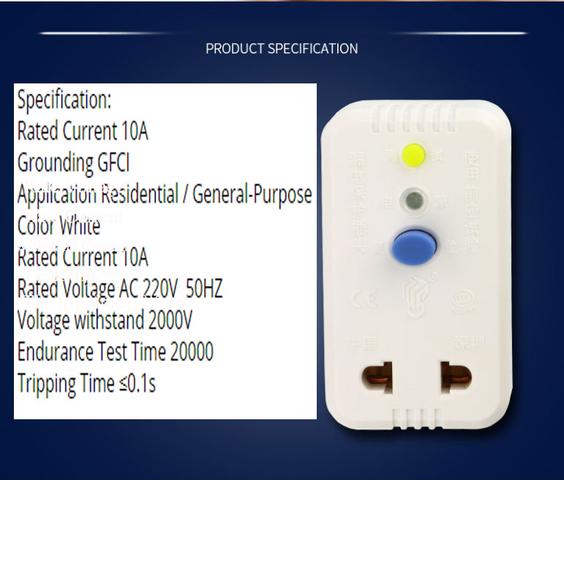 PRODUCT SPECIFICATION
Specification:
Rated Current 10A
Grounding GFCI
Application Residential / General-Purpose
Color White
Rated Current 10A
Rated Voltage AC 220V 50HZ
Voltage withstand 2000V
Endurance Test Time 20000
Tripping Time ≤0.1s